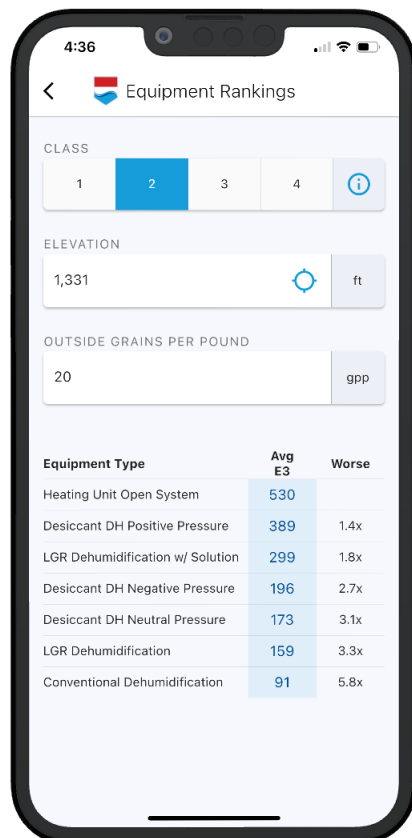 4:36
Equipment Rankings
CLASS
1 2 3 4
ELEVATION
1,331 ft
OUTSIDE GRAINS PER POUND
20 gpp
Equipment Type Avg E3 Worse
Heating Unit Open System 530
Desiccant DH Positive Pressure 389 1.4x
LGR Dehumidification w/ Solution 299 1.8x
Desiccant DH Negative Pressure 196 2.7x
Desiccant DH Neutral Pressure 173 3.1x
LGR Dehumidification 159 3.3x
Conventional Dehumidification 91 5.8x